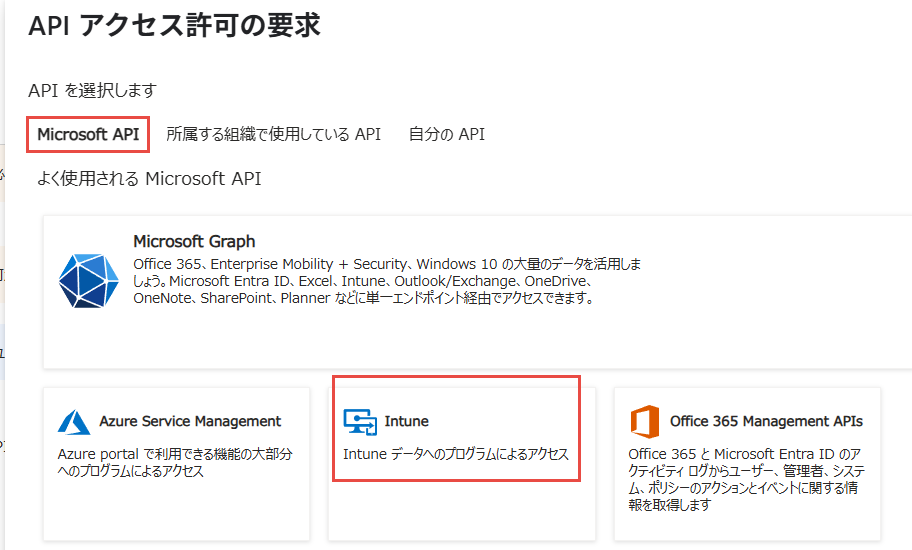 API アクセス許可の要求
API を選択します
Microsoft API 所属する組織で使用している API 自分の API
よく使用される Microsoft API
Microsoft Graph
Office 365、Enterprise Mobility + Security、Windows 10 の大量のデータを活用しま
しょう。Microsoft Entra ID、Excel、Intune、Outlook/Exchange、OneDrive、
OneNote、SharePoint、Planner などに単一エンドポイント経由でアクセスできます。
Azure Service Management
Azure portal で利用できる機能の大部分
へのプログラムによるアクセス
Intune
Intune データへのプログラムによるアクセス
Office 365 Management APIs
Office 365 と Microsoft Entra ID のア
クティビティ ログからユーザー、管理者、システ
ム、ポリシーのアクションとイベントに関する情
報を取得します